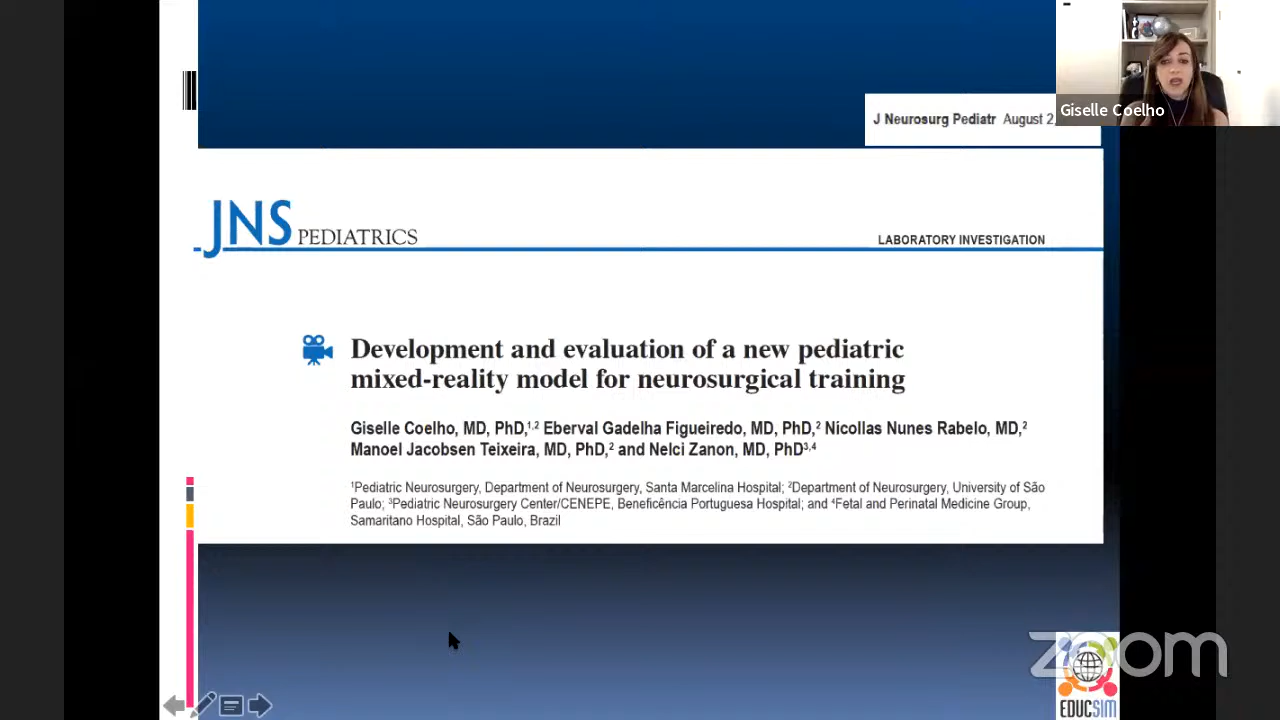 J Neurosurg Pediatr August 2,
Giselle Coelho
JNS PEDIATRICS
LABORATORY INVESTIGATION
Development and evaluation of a new pediatric
mixed-reality model for neurosurgical training
Giselle Coelho, MD, PhD,1,2 Eberval Gadelha Figueiredo, MD, PhD,2 Nicollas Nunes Rabelo, MD,2
Manoel Jacobsen Teixeira, MD, PhD,2 and Nelci Zanon, MD, PhD3,4
1Pediatric Neurosurgery, Department of Neurosurgery, Santa Marcelina Hospital; 2Department of Neurosurgery, University of São
Paulo; 3Pediatric Neurosurgery Center/CENEPE, Beneficência Portuguesa Hospital; and 4Fetal and Perinatal Medicine Group,
Samaritano Hospital, São Paulo, Brazil
zoom
EDUCSIM